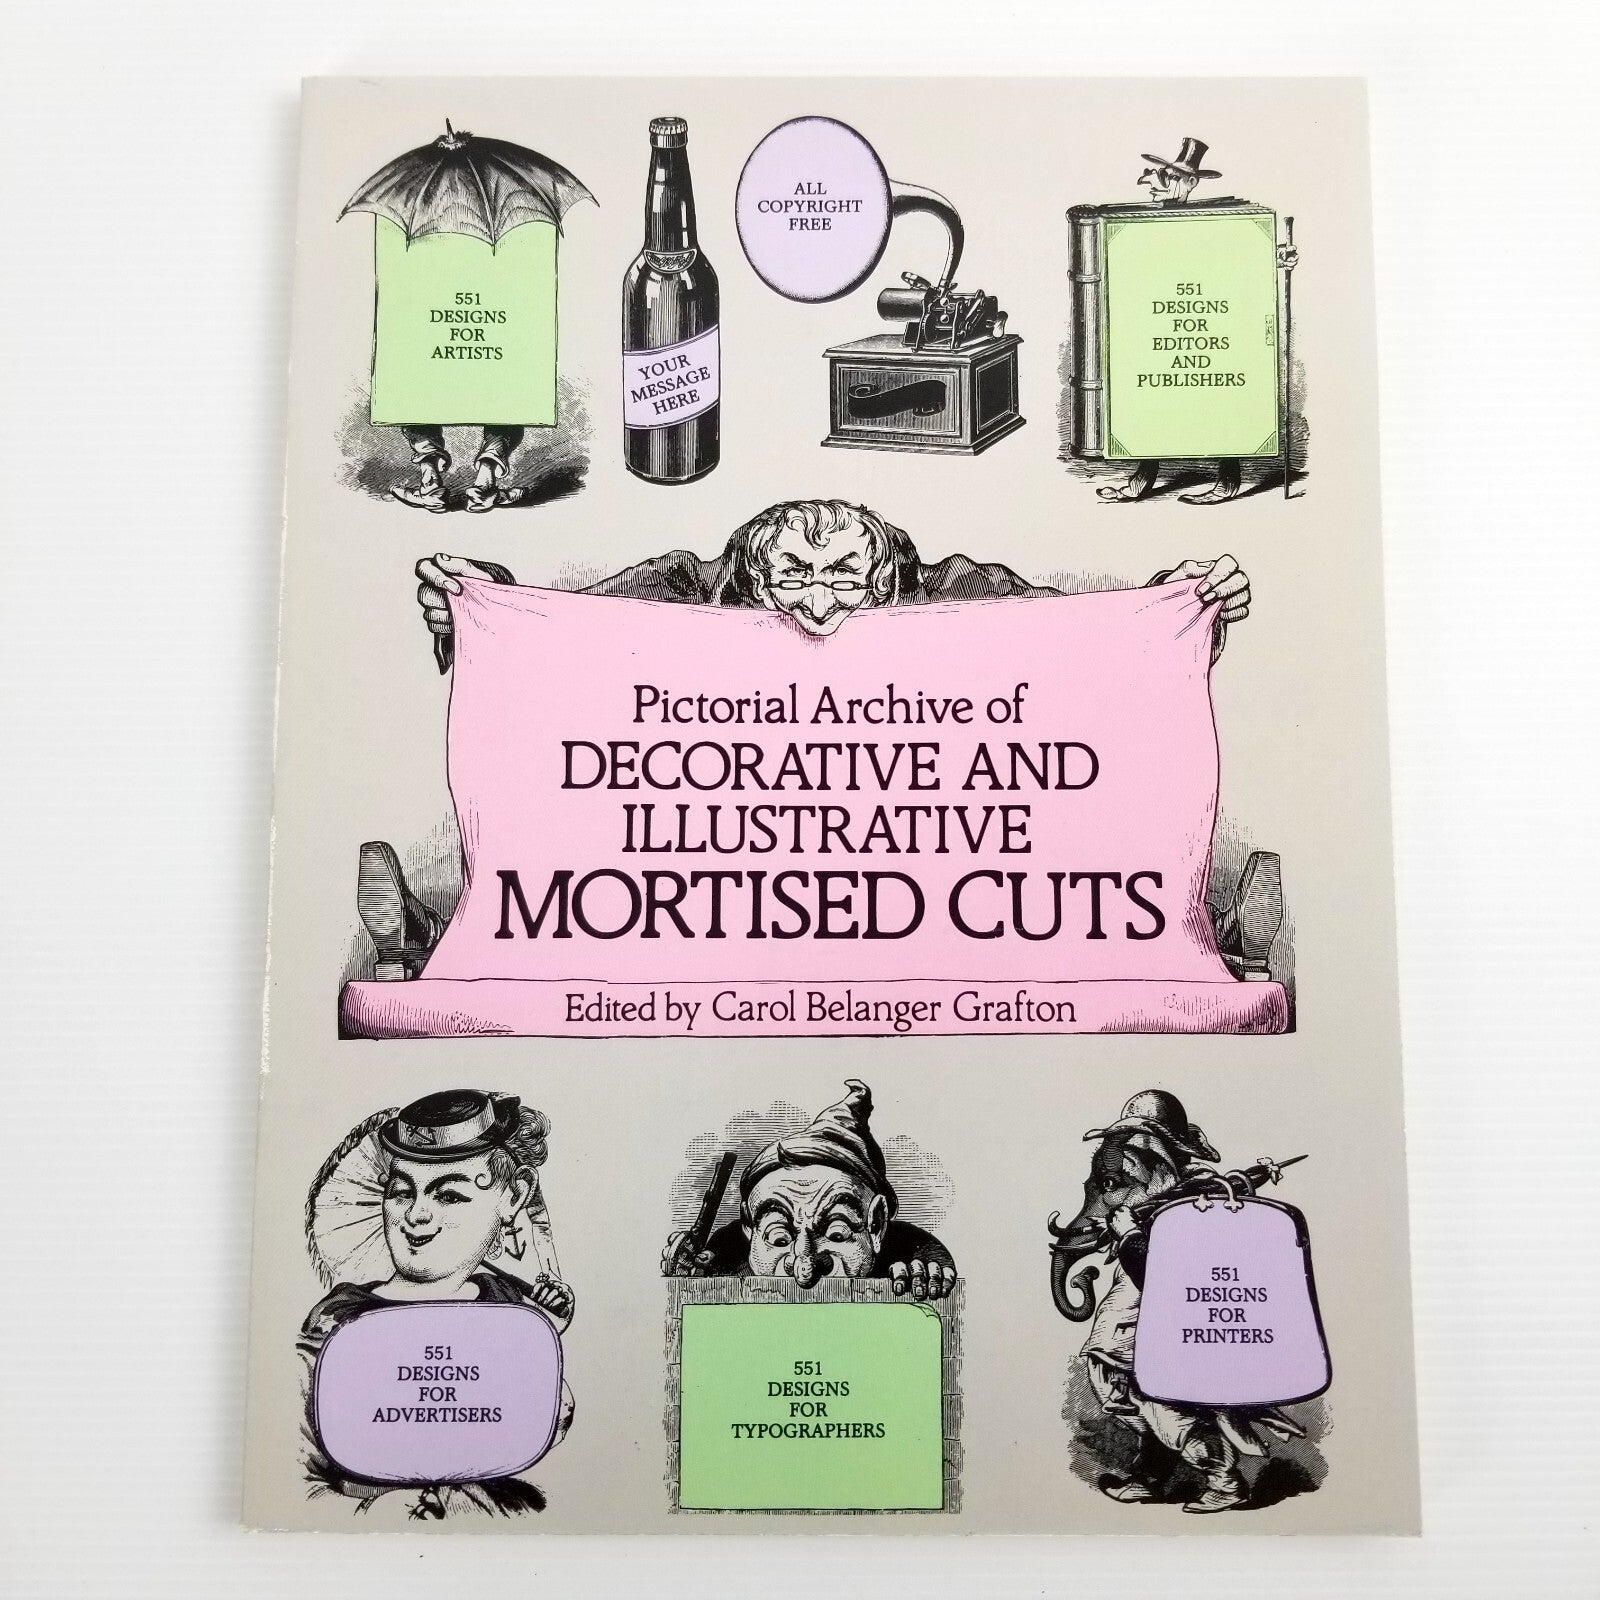 551
DESIGNS
FOR
ARTISTS
YOUR
MESSAGE
HERE
ALL
COPYRIGHT
FREE
551
DESIGNS
FOR
EDITORS
AND
PUBLISHERS
Pictorial Archive of
DECORATIVE AND
ILLUSTRATIVE
MORTISED CUTS
Edited by Carol Belanger Grafton
551
DESIGNS
FOR
ADVERTISERS
551
DESIGNS
FOR
TYPOGRAPHERS
551
DESIGNS
FOR
PRINTERS